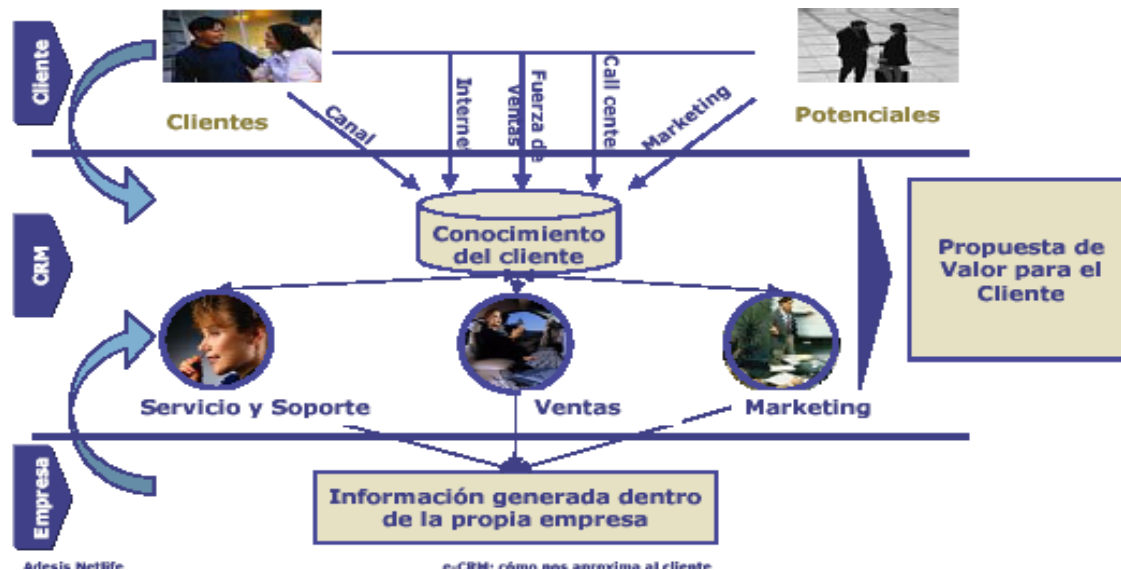 Cliente
Clientes
Canal
Interne
Fuerza de
ventas
Call cente
Marketing
Potenciales
CRM
Conocimiento
del cliente
Propuesta de
Valor para el
Cliente
Servicio y Soporte
Ventas
Marketing
Empresa
Información generada dentro
de la propia empresa
Adesis Netlife
e-CRM: cómo nos aproxima al cliente